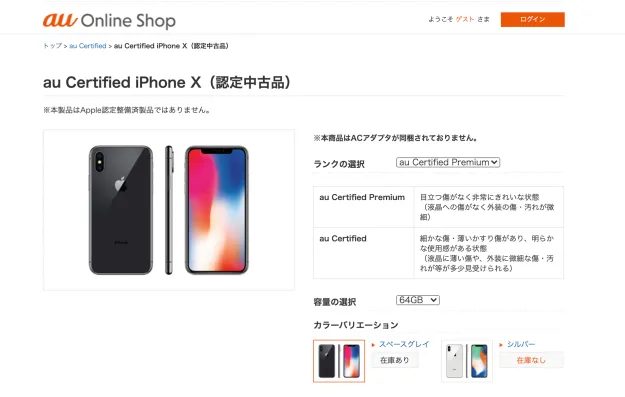 au Online Shop
ようこそ ゲスト さま
ログイン
トップ > au Certified > au Certified iPhone X（認定中古品）
au Certified iPhone X（認定中古品）
※本製品はApple認定整備済製品ではありません。
※本商品はACアダプタが同梱されておりません。
ランクの選択
au Certified Premium
au Certified Premium
目立つ傷がなく非常にきれいな状態
（液晶への傷がなく外装の傷・汚れが微
細）
au Certified
細かな傷・薄いかすり傷があり、明らか
な使用感がある状態
（液晶に薄い傷や、外装に微細な傷・汚
れが等が多少見受けられる）
容量の選択
64GB
カラーバリエーション
スペースグレイ
在庫あり
シルバー
在庫なし